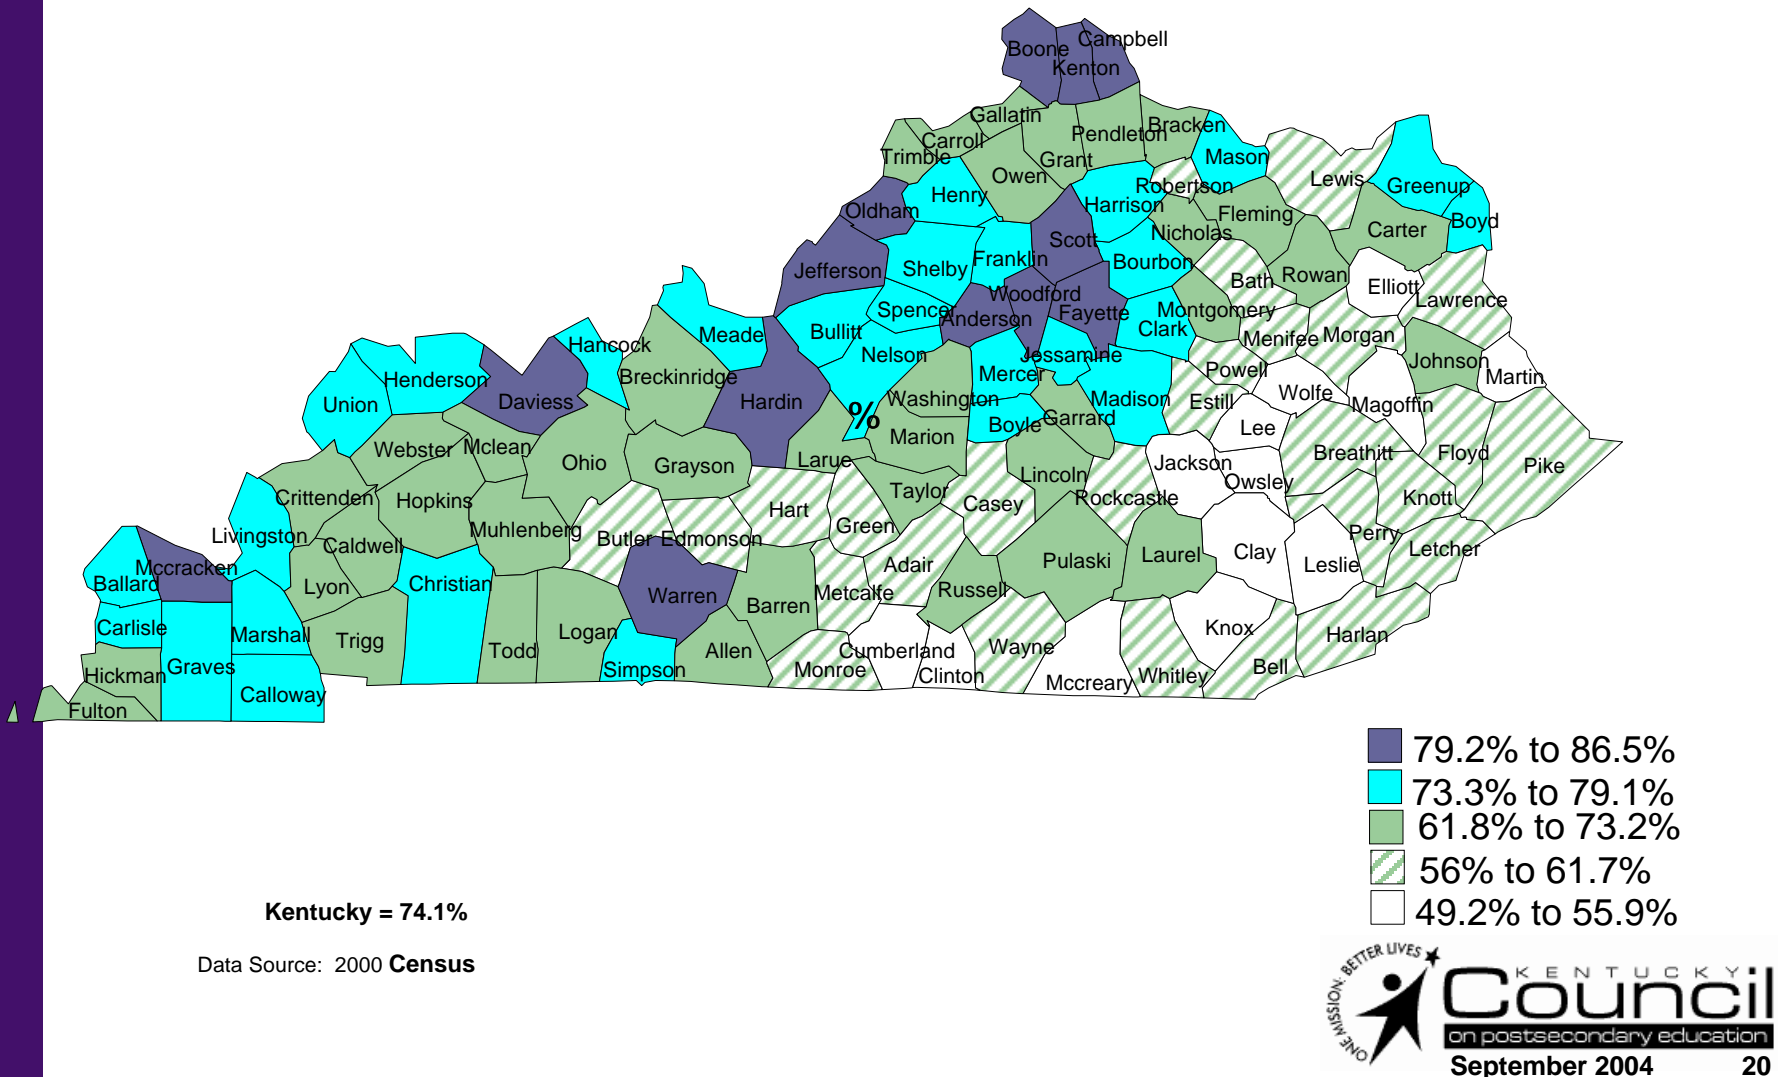 Campbell
Boone
Kenton
Gallatin
Bracken
Pendleton
Carroll
Trimble
Grant
Mason
Owen
Lewis
Robertson
Greenup
Henry
Harrison
Oldham
Fleming
Boyd
Nicholas
Carter
Scott
Franklin
Bourbon
Shelby
Jefferson
Rowan
Bath
Elliott
Woodford
Lawrence
Spencer
Anderson
Fayette
Montgomery
Clark
Bullitt
Meade
Menifee
Morgan
Hancock
Nelson
Jessamine
Johnson
Powell
Mercer
Breckinridge
Martin
Henderson
Wolfe
Washington
Madison
Daviess
Hardin
Estill
Union
Magoffin
%
Garrard
Boyle
Lee
Marion
Mclean
Webster
Breathitt
Floyd
Larue
Ohio
Grayson
Jackson
Pike
Lincoln
Owsley
Taylor
Crittenden
Rockcastle
Knott
Hopkins
Casey
Hart
Green
Muhlenberg
Perry
Livingston
Butler
Edmonson
Caldwell
Letcher
Clay
Laurel
Pulaski
Adair
Leslie
Mccracken
Ballard
Christian
Lyon
Russell
Metcalfe
Warren
Barren
Carlisle
Knox
Logan
Marshall
Harlan
Trigg
Wayne
Todd
Allen
Cumberland
Graves
Bell
Simpson
Monroe
Hickman
Clinton
Whitley
Mccreary
Calloway
Fulton
79.2% to 86.5%
73.3% to 79.1%
61.8% to 73.2%
56% to 61.7%
49.2% to 55.9%
Kentucky = 74.1%
Data Source: 2000 Census
ONE MISSION: BETTER LIVES
KENTUCKY
Council
on postsecondary education
September 2004 20